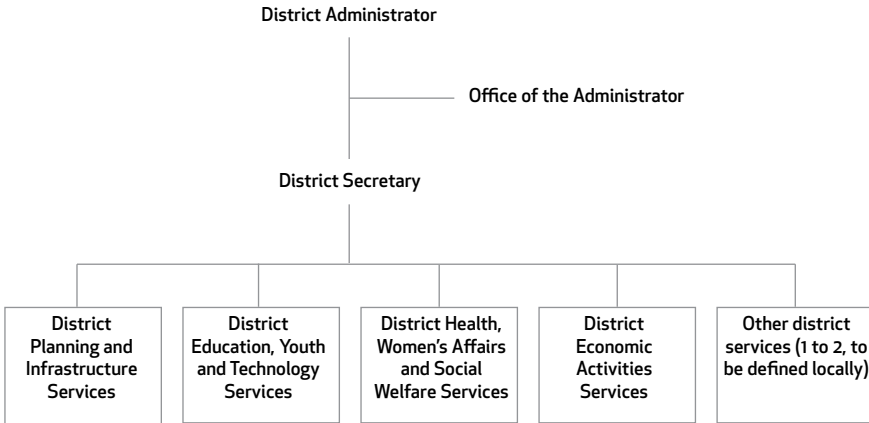 District Administrator
Office of the Administrator
District Secretary
District
Planning and
Infrastructure
Services
District
Education, Youth
and Technology
Services
District Health,
Women's Affairs
and Social
Welfare Services
District
Economic
Activities
Services
Other district
services (1 to 2, to
be defined locally)